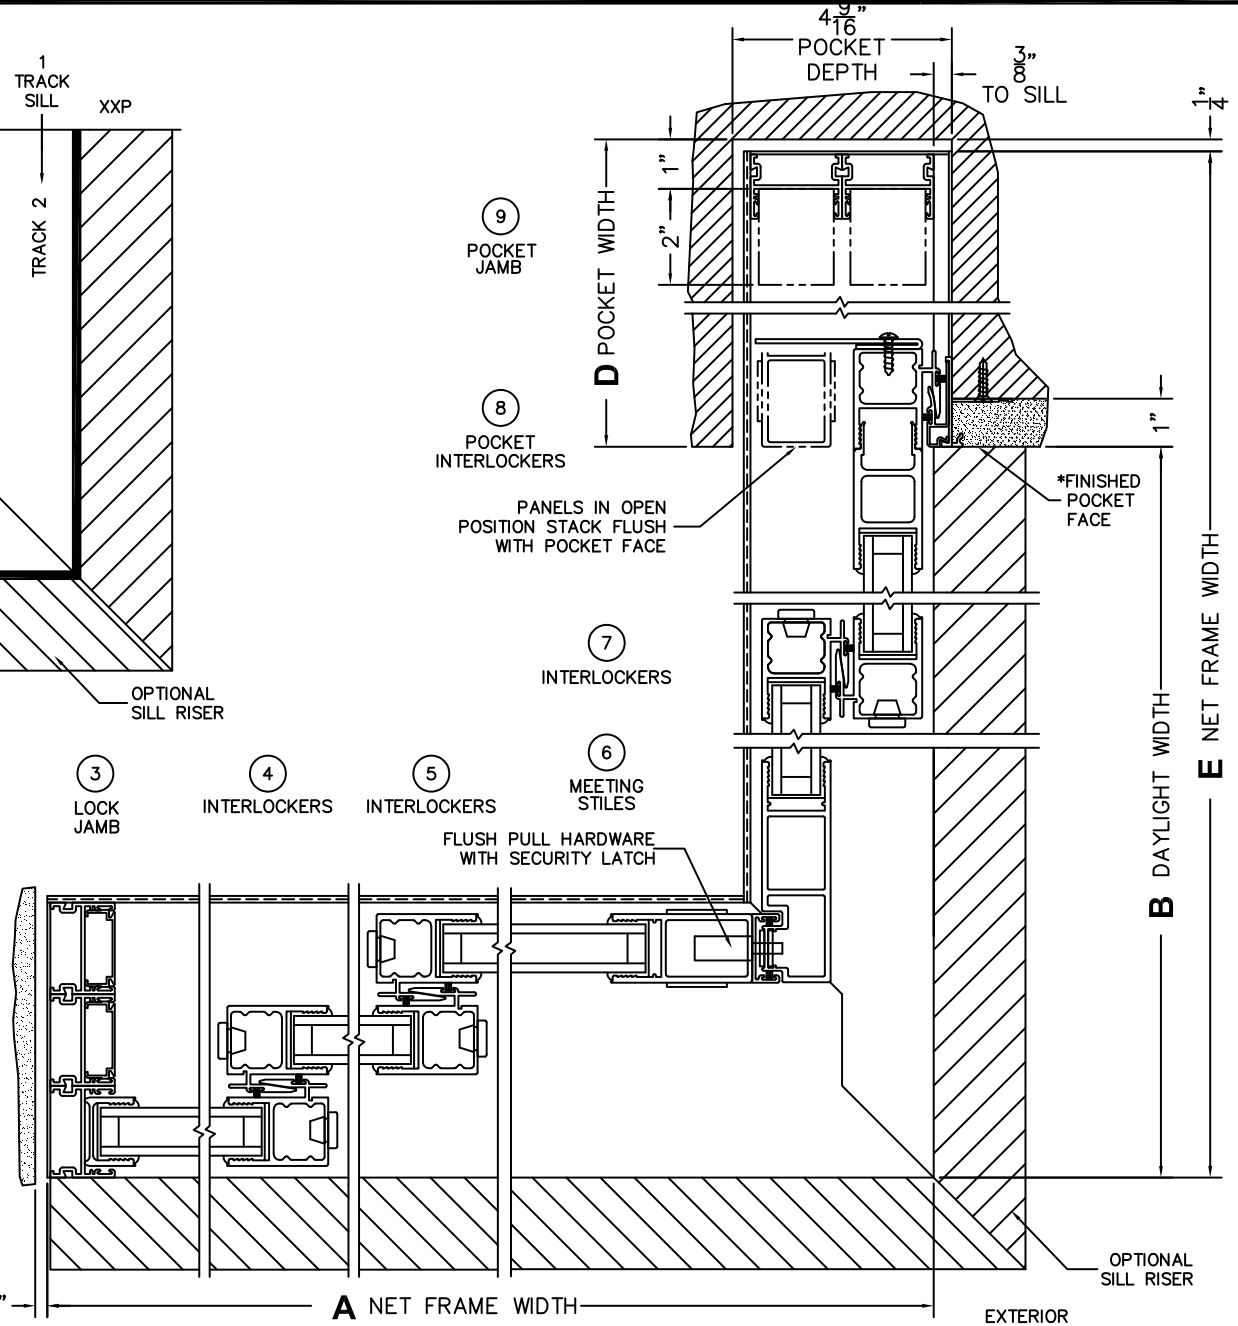 1
TRACK
SILL
XXP
TRACK 2
OPTIONAL
SILL RISER
4 9/16"
POCKET
DEPTH
3/8"
TO SILL
1/4
1"
2"
D POCKET WIDTH
9
POCKET
JAMB
8
POCKET
INTERLOCKERS
PANELS IN OPEN
POSITION STACK FLUSH
WITH POCKET FACE
1"
*FINISHED
POCKET
FACE
7
INTERLOCKERS
B DAYLIGHT WIDTH
E NET FRAME WIDTH
3
LOCK
JAMB
4
INTERLOCKERS
5
INTERLOCKERS
6
MEETING
STILES
FLUSH PULL HARDWARE
WITH SECURITY LATCH
OPTIONAL
SILL RISER
A NET FRAME WIDTH
EXTERIOR